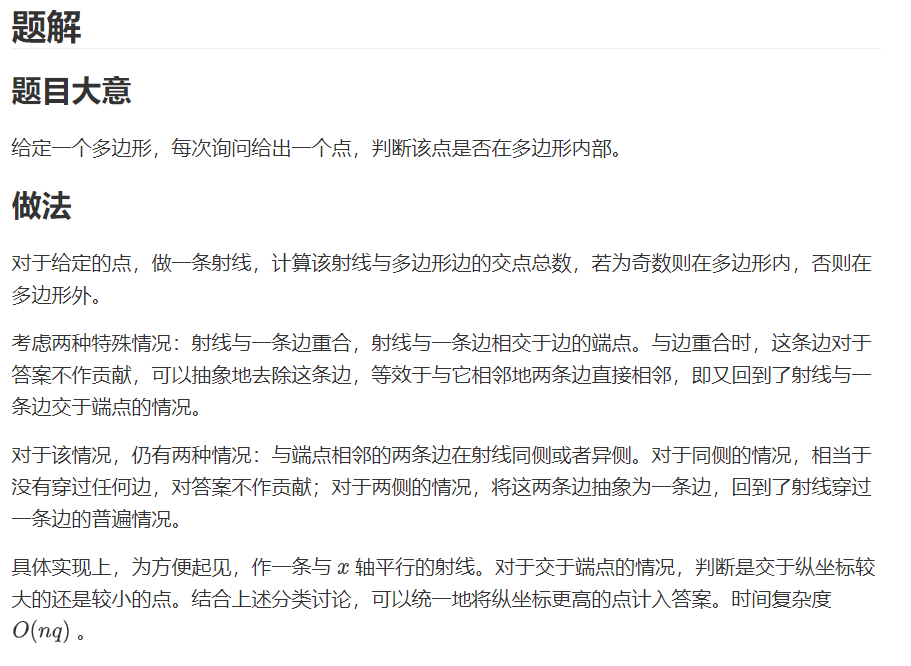 题解
题目大意
给定一个多边形，每次询问给出一个点，判断该点是否在多边形内部。
做法
对于给定的点，做一条射线，计算该射线与多边形边的交点总数，若为奇数则在多边形内，否则在
多边形外。
考虑两种特殊情况：射线与一条边重合，射线与一条边相交于边的端点。与边重合时，这条边对于
答案不作贡献，可以抽象地去除这条边，等效于与它相邻地两条边直接相邻，即又回到了射线与一
条边交于端点的情况。
对于该情况，仍有两种情况：与端点相邻的两条边在射线同侧或者异侧。对于同侧的情况，相当于
没有穿过任何边，对答案不作贡献；对于两侧的情况，将这两条边抽象为一条边，回到了射线穿过
一条边的普遍情况。
具体实现上，为方便起见，作一条与 x 轴平行的射线。对于交于端点的情况，判断是交于纵坐标较
大的还是较小的点。结合上述分类讨论，可以统一地将纵坐标更高的点计入答案。时间复杂度
O(nq) 。